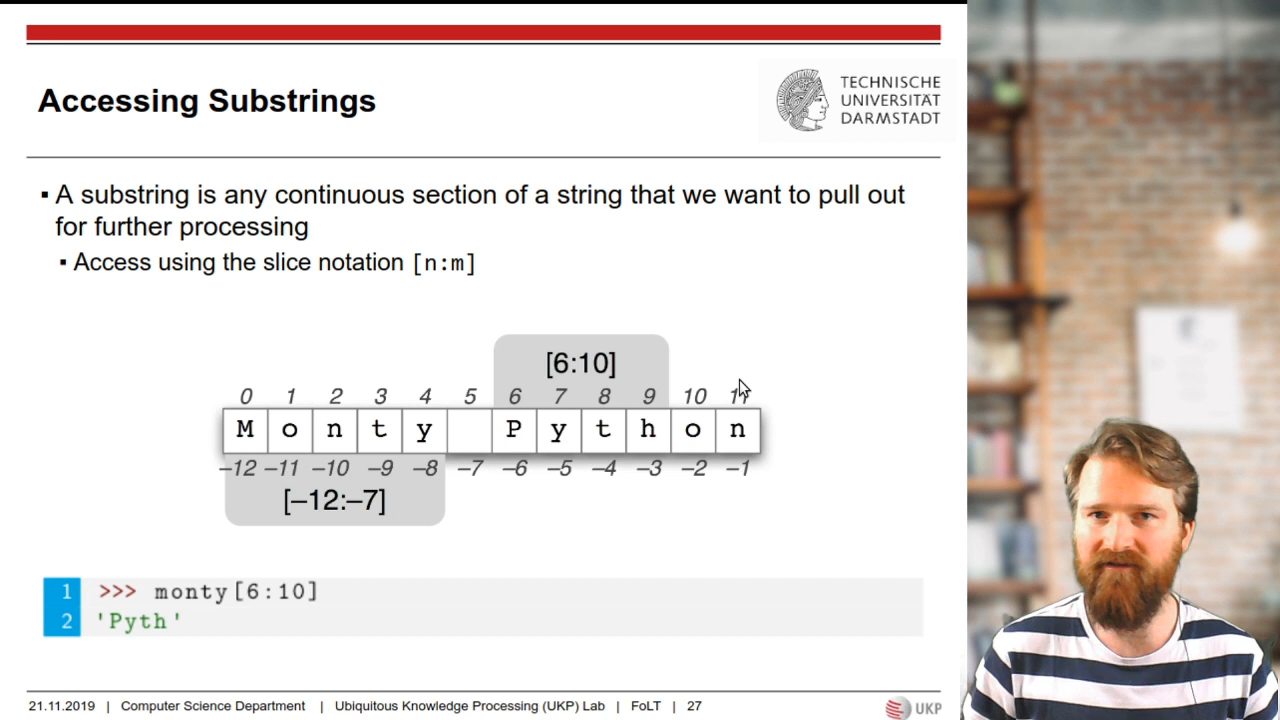 Accessing Substrings
TECHNISCHE
UNIVERSITÄT
DARMSTADT
▪ A substring is any continuous section of a string that we want to pull out
for further processing
▪ Access using the slice notation [n:m]
[6:10]
0 1 2 3 4 5 6 7 8 9 10 11
M o n t y P y t h o n
–12 –11 –10 –9 –8 –7 –6 –5 –4 –3 –2 –1
[–12:–7]
1 >>> monty[6:10]
2 'Pyth'
21.11.2019 | Computer Science Department | Ubiquitous Knowledge Processing (UKP) Lab | FoLT | 27
UKP